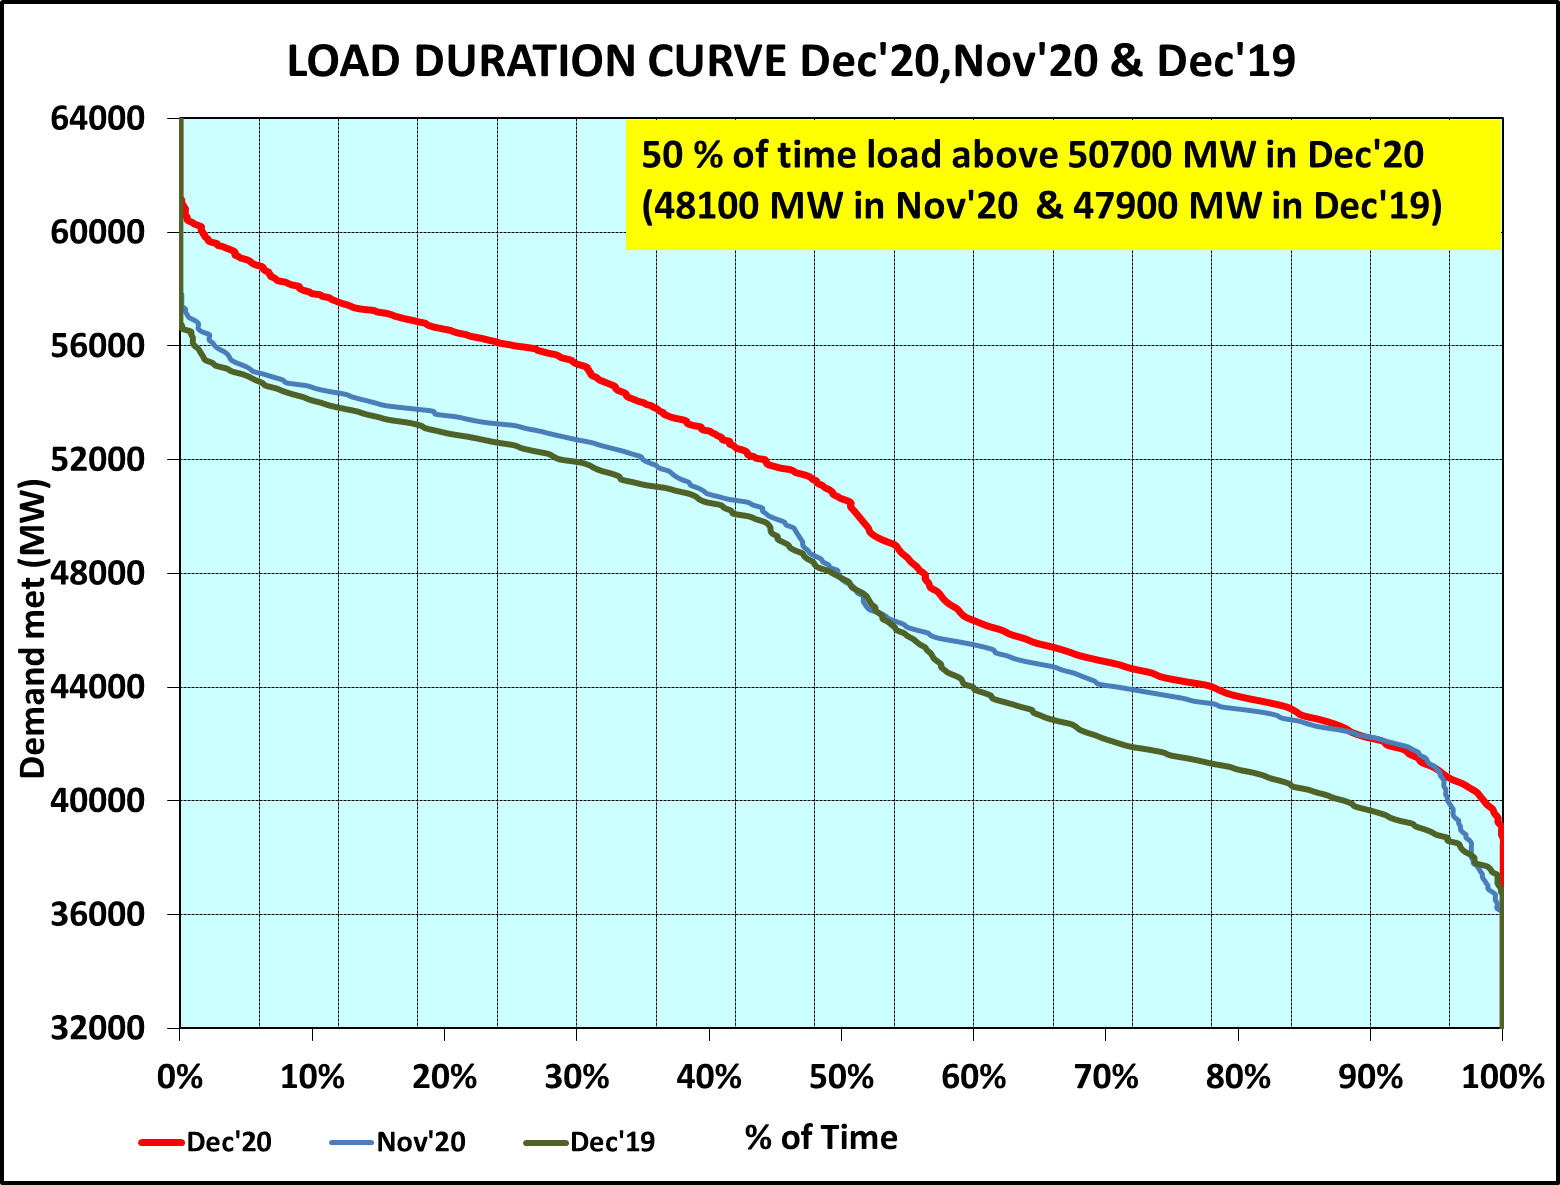 LOAD DURATION CURVE Dec'20,Nov'20 & Dec'19
50 % of time load above 50700 MW in Dec'20
(48100 MW in Nov'20 & 47900 MW in Dec'19)
Demand met (MW)
64000
60000
56000
52000
48000
44000
40000
36000
32000
0% 10% 20% 30% 40% 50% 60% 70% 80% 90% 100%
Dec'20 Nov'20 Dec'19 % of Time